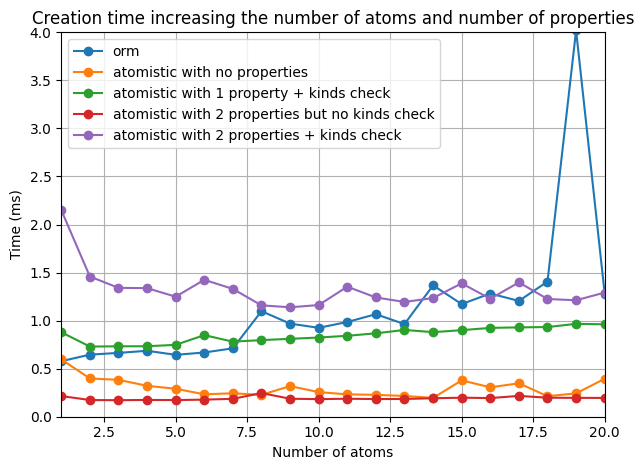 Creation time increasing the number of atoms and number of properties
orm
atomistic with no properties
atomistic with 1 property + kinds check
atomistic with 2 properties but no kinds check
atomistic with 2 properties + kinds check
Time (ms)
4.0
3.5
3.0
2.5
2.0
1.5
1.0
0.5
0.0
2.5 5.0 7.5 10.0 12.5 15.0 17.5 20.0
Number of atoms